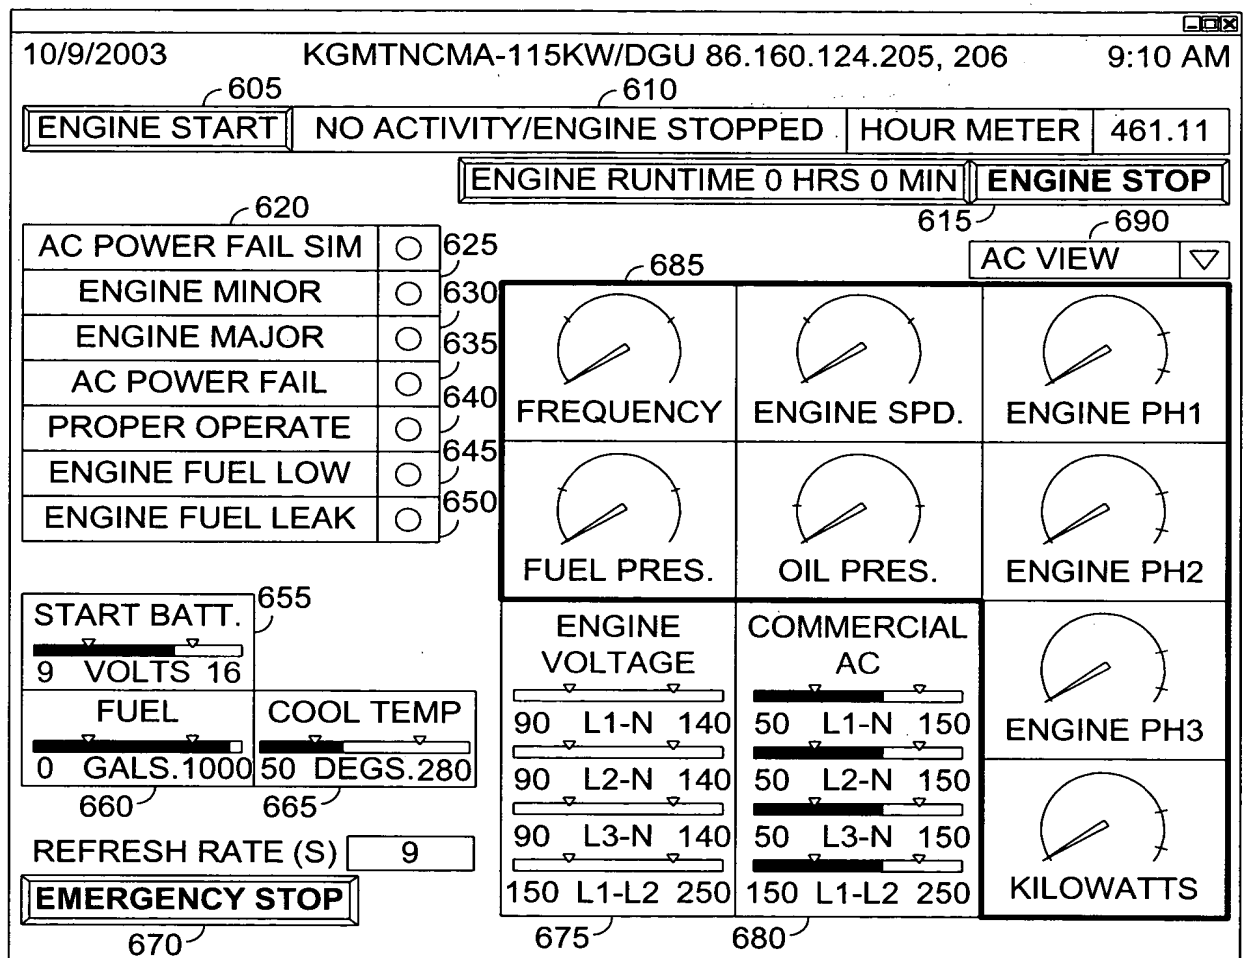 10/9/2003 KGMTNCMA-115KW/DGU 86.160.124.205, 206 9:10 AM
605 610
ENGINE START NO ACTIVITY/ENGINE STOPPED HOUR METER 461.11
ENGINE RUNTIME 0 HRS 0 MIN ENGINE STOP
620 615 690
AC POWER FAIL SIM 625
AC VIEW
685
ENGINE MINOR 630
ENGINE MAJOR 635
AC POWER FAIL 640
PROPER OPERATE 645
ENGINE FUEL LOW 650
ENGINE FUEL LEAK
FREQUENCY ENGINE SPD. ENGINE PH1
FUEL PRES. OIL PRES. ENGINE PH2
655
START BATT.
9 VOLTS 16
FUEL COOL TEMP
0 GALS.1000 50 DEGS.280
660 665
ENGINE VOLTAGE
90 L1-N 140
90 L2-N 140
90 L3-N 140
150 L1-L2 250
COMMERCIAL AC
50 L1-N 150
50 L2-N 150
50 L3-N 150
150 L1-L2 250
ENGINE PH3
KILOWATTS
REFRESH RATE (S) 9
EMERGENCY STOP
670 675 680